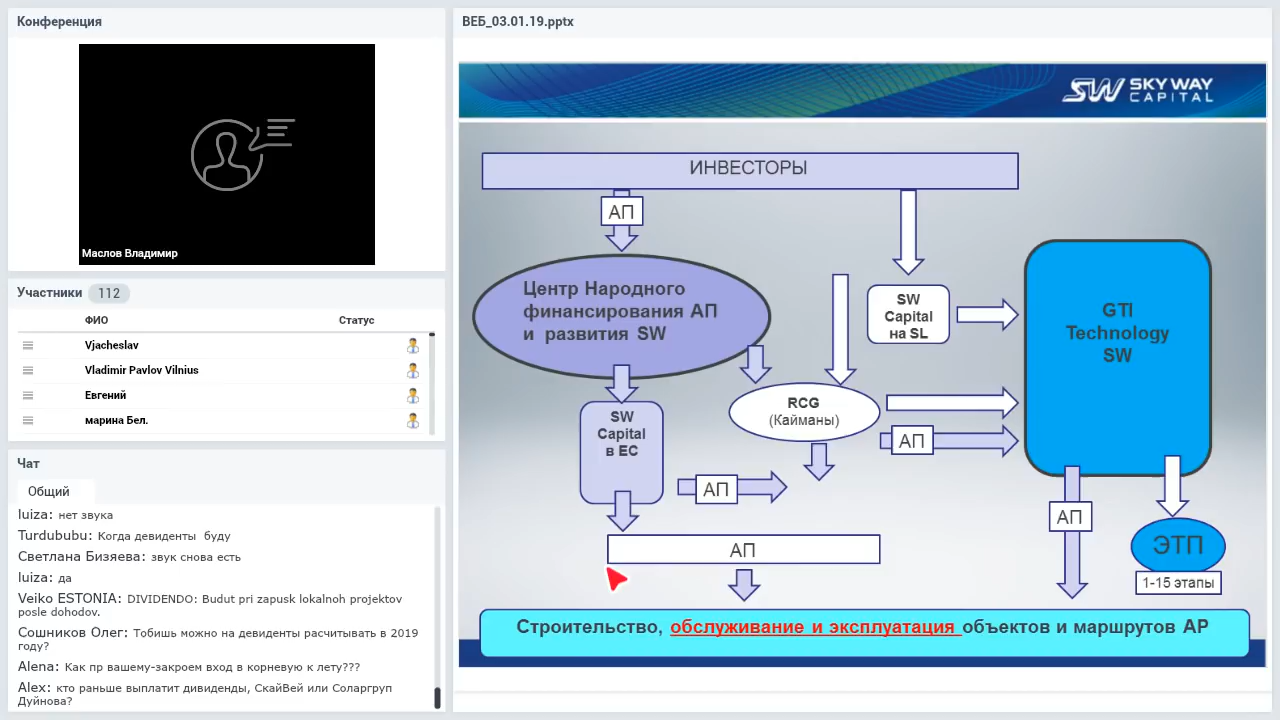 Конференция
Маслов Владимир
Участники 112
ФИО Статус
Vjacheslav
Vladimir Pavlov Vilnius
Евгений
марина Бел.
Чат
Общий
luiza: нет звука
Turdububu: Когда девиденты буду
Светлана Бизяева: звук снова есть
luiza: да
Veiko ESTONIA: DIVIDENDO: Budut pri zapusk lokalnoh projektov
posle dohodov.
Сошников Олег: Тобишь можно на девиденты расчитывать в 2019
году?
Alena: Как пр вашему-закроем вход в корневую к лету???
Alex: кто раньше выплатит дивиденды, СкайВей или Соларгруп
Дуйнова?
ВЕБ_03.01.19.pptx
SW SKY WAY
CAPITAL
ИНВЕСТОРЫ
АП
Центр Народного
финансирования АП
и развития SW
SW
Capital
на SL
GTI
Technology
SW
RCG
(Кайманы)
SW
Capital
в ЕС
АП
АП
АП
АП
ЭТП
1-15 этапы
Строительство, обслуживание и эксплуатация объектов и маршрутов АР